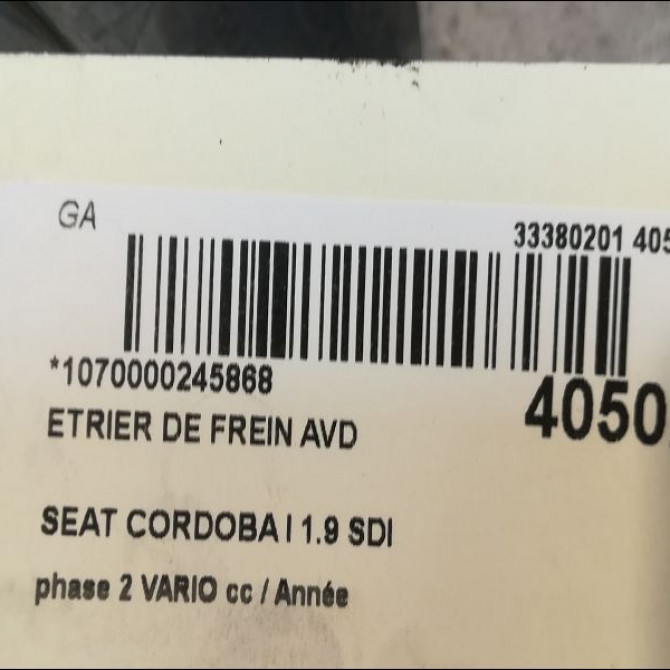 GA
33380201 405
*1070000245868
4050
ETRIER DE FREIN AVD
SEAT CORDOBA I 1.9 SDI
phase 2 VARIO cc / Année